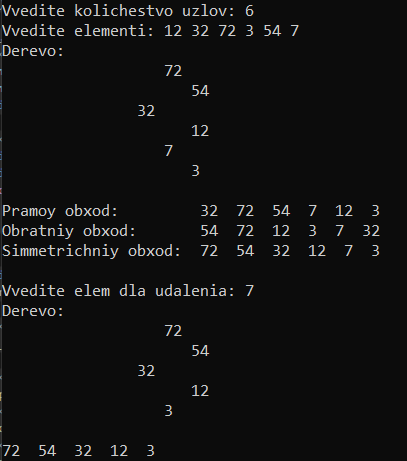 Vvedite kolichestvo uzlov: 6
Vvedite elementi: 12 32 72 3 54 7
Derevo:
72
54
32
12
7
3
Pramoy obxod: 32 72 54 7 12 3
Obratniy obxod: 54 72 12 3 7 32
Simmetrichniy obxod: 72 54 32 12 7 3
Vvedite elem dla udalenia: 7
Derevo:
72
54
32
12
3
72 54 32 12 3